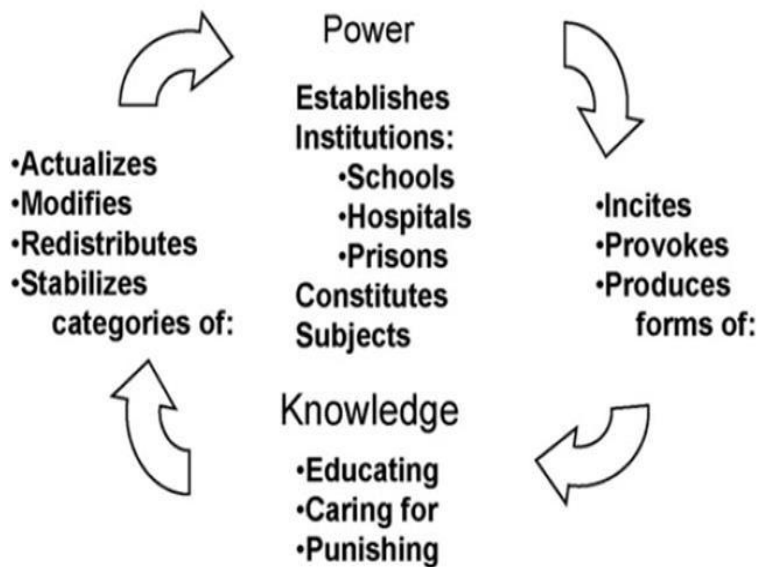 Power
Establishes
Institutions:
•Schools
•Hospitals
•Prisons
Constitutes
Subjects
•Incites
•Provokes
•Produces
forms of:
Knowledge
•Educating
•Caring for
•Punishing
•Actualizes
•Modifies
•Redistributes
•Stabilizes
categories of: